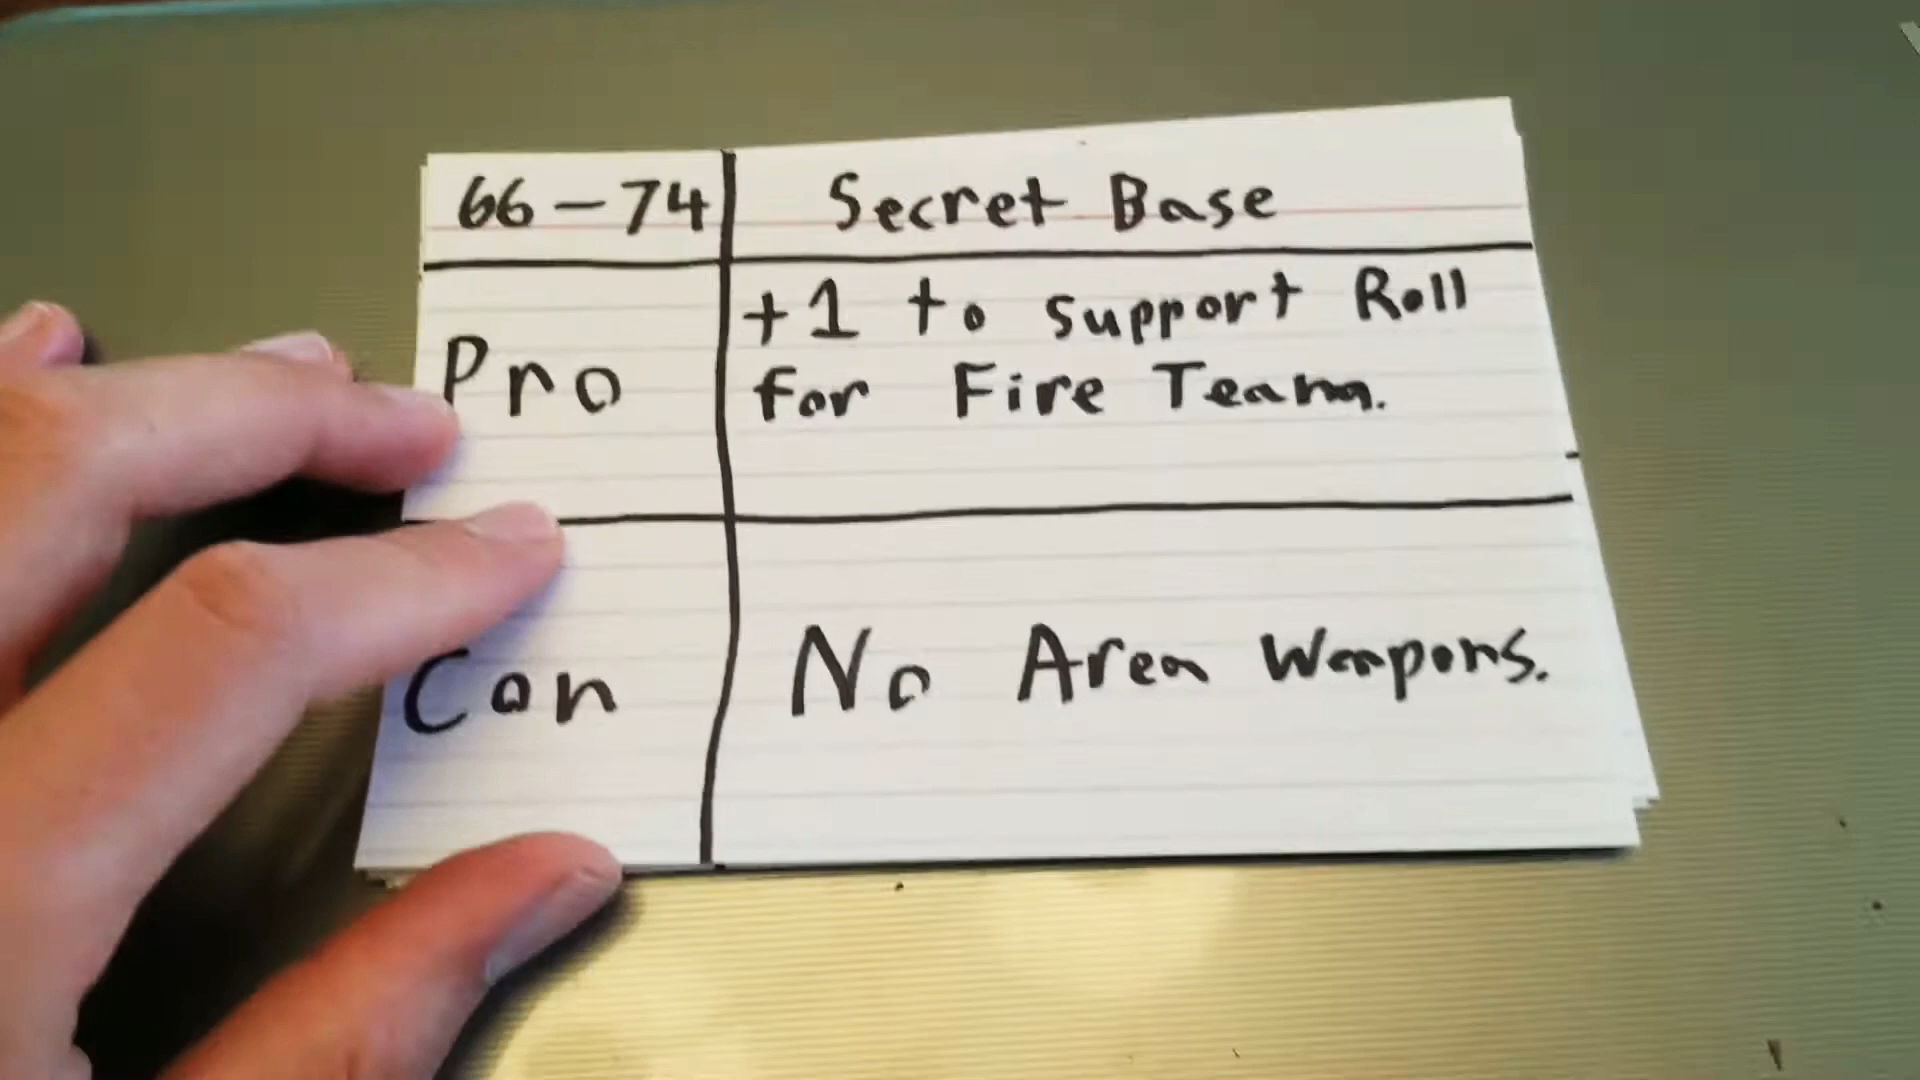 66-74 Secret Base
Pro
+1 to support Roll
for Fire Team.
Con
No Area Weapons.